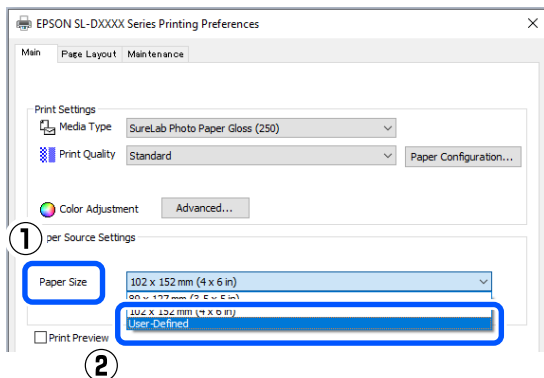 EPSON SL-DXXXX Series Printing Preferences
Main Page Layout Maintenance
Print Settings
Media Type SureLab Photo Paper Gloss (250)
Print Quality Standard Paper Configuration...
Color Adjustment Advanced...
① per Source Settings
Paper Size 102 x 152 mm (4 x 6 in)
89 x 127 mm (3.5 x 5 in)
102 x 152 mm (4 x 6 in)
User-Defined
Print Preview
②